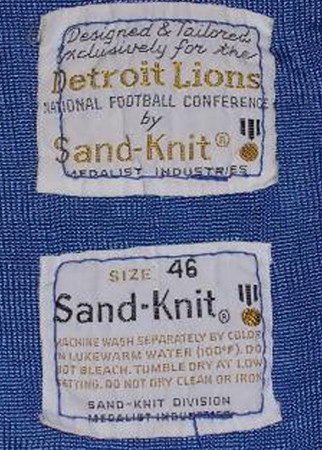 Designed & Tailored
Exclusively for the
Detroit Lions
NATIONAL FOOTBALL CONFERENCE
by
Sand-Knit®
MEDALIST INDUSTRIES
SIZE 46
Sand-Knit®
MACHINE WASH SEPARATELY BY COLOR
IN LUKEWARM WATER (100°F). DO
NOT BLEACH. TUMBLE DRY AT LOW
SETTING. DO NOT DRY CLEAN OR IRON
SAND-KNIT DIVISION
MEDALIST INDUSTRIES